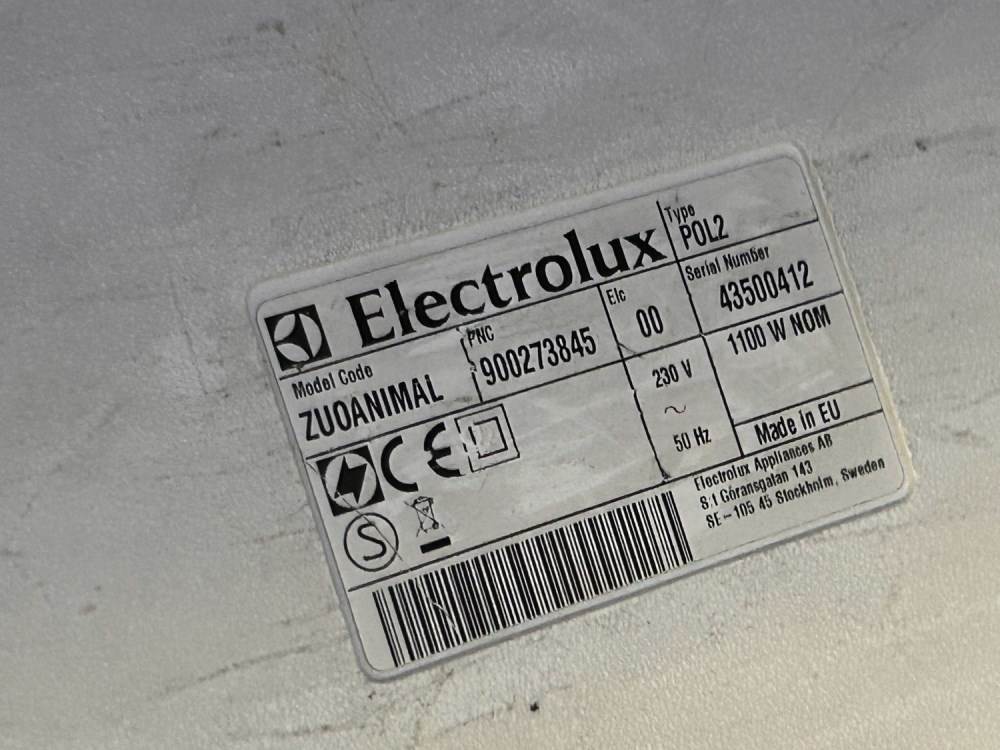 Electrolux
Type
POL2
Model Code
ZUOANIMAL
PNC
900273845
Elc
00
Serial Number
43500412
230 V
~
50 Hz
1100 W NOM
Made in EU
CE
S
Electrolux Appliances AB
S:t Göransgatan 143
SE-105 45 Stockholm, Sweden